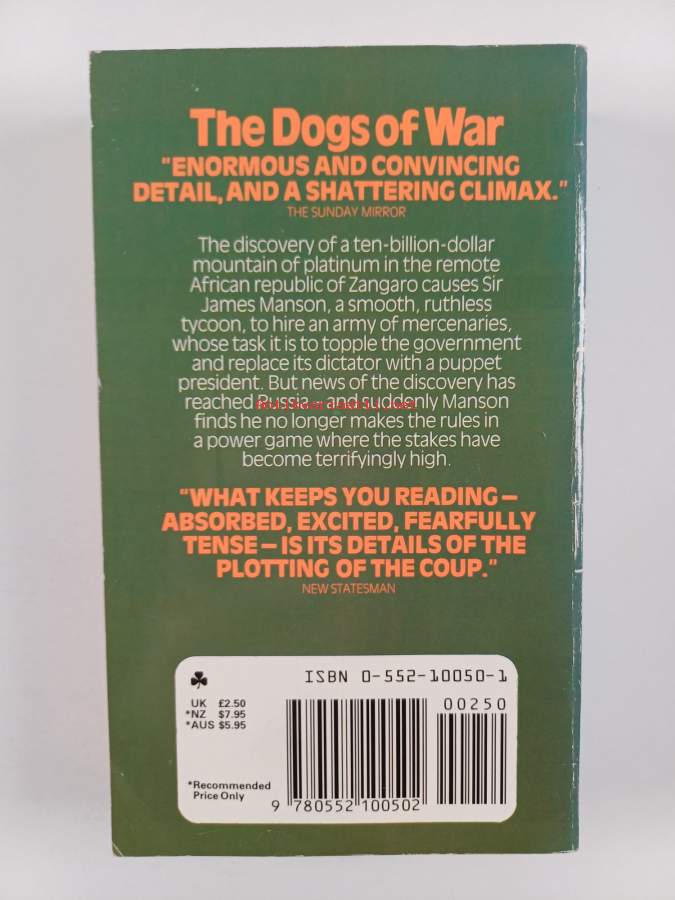 The Dogs of War
"ENORMOUS AND CONVINCING
DETAIL, AND A SHATTERING CLIMAX."
THE SUNDAY MIRROR
The discovery of a ten-billion-dollar
mountain of platinum in the remote
African republic of Zangaro causes Sir
James Manson, a smooth, ruthless
tycoon, to hire an army of mercenaries,
whose task it is to topple the government
and replace its dictator with a puppet
president. But news of the discovery has
reached Russia – and suddenly Manson
finds he no longer makes the rules in
a power game where the stakes have
become terrifyingly high.
"WHAT KEEPS YOU READING –
ABSORBED, EXCITED, FEARFULLY
TENSE – IS ITS DETAILS OF THE
PLOTTING OF THE COUP."
NEW STATESMAN
ISBN 0-552-10050-1
UK £2.50
*NZ $7.95
*AUS $5.95
00250
*Recommended
Price Only
9 780552 100502